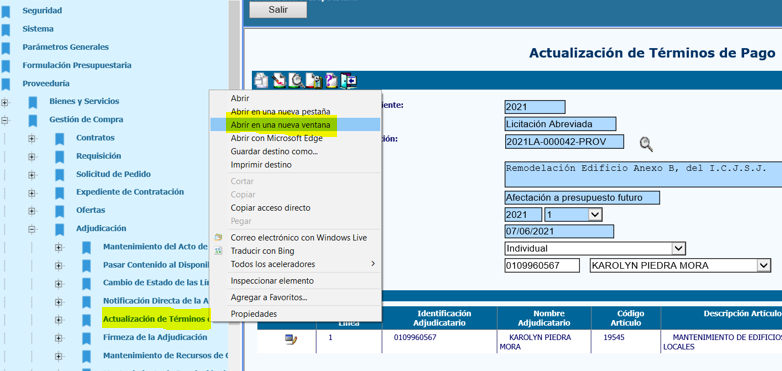 Seguridad
Sistema
Parámetros Generales
Formulación Presupuestaria
Proveeduría
Bienes y Servicios
Gestión de Compra
Contratos
Requisición
Solicitud de Pedido
Expediente de Contratación
Ofertas
Adjudicación
Mantenimiento del Acto de
Pasar Contenido al Disponil
Cambio de Estado de las Lí
Notificación Directa de la A
Actualización de Términos d
Firmeza de la Adjudicación
Mantenimiento de Recursos de C
Abrir
Abrir en una nueva pestaña
Abrir en una nueva ventana
Abrir con Microsoft Edge
Guardar destino como...
Imprimir destino
Cortar
Copiar
Copiar acceso directo
Pegar
Correo electrónico con Windows Live
Traducir con Bing
Todos los aceleradores
Inspeccionar elemento
Agregar a Favoritos...
Propiedades
Salir
Actualización de Términos de Pago
iente:
2021
Licitación Abreviada
ión:
2021LA-000042-PROV
Remodelación Edificio Anexo B, del I.C.J.S.J.
Afectación a presupuesto futuro
2021 1
07/06/2021
Individual
0109960567 KAROLYN PIEDRA MORA
Línea Identificación Adjudicatario Nombre Adjudicatario Código Artículo Descripción Artículo
1 0109960567 KAROLYN PIEDRA MORA 19545 MANTENIMIENTO DE EDIFICIOS LOCALES